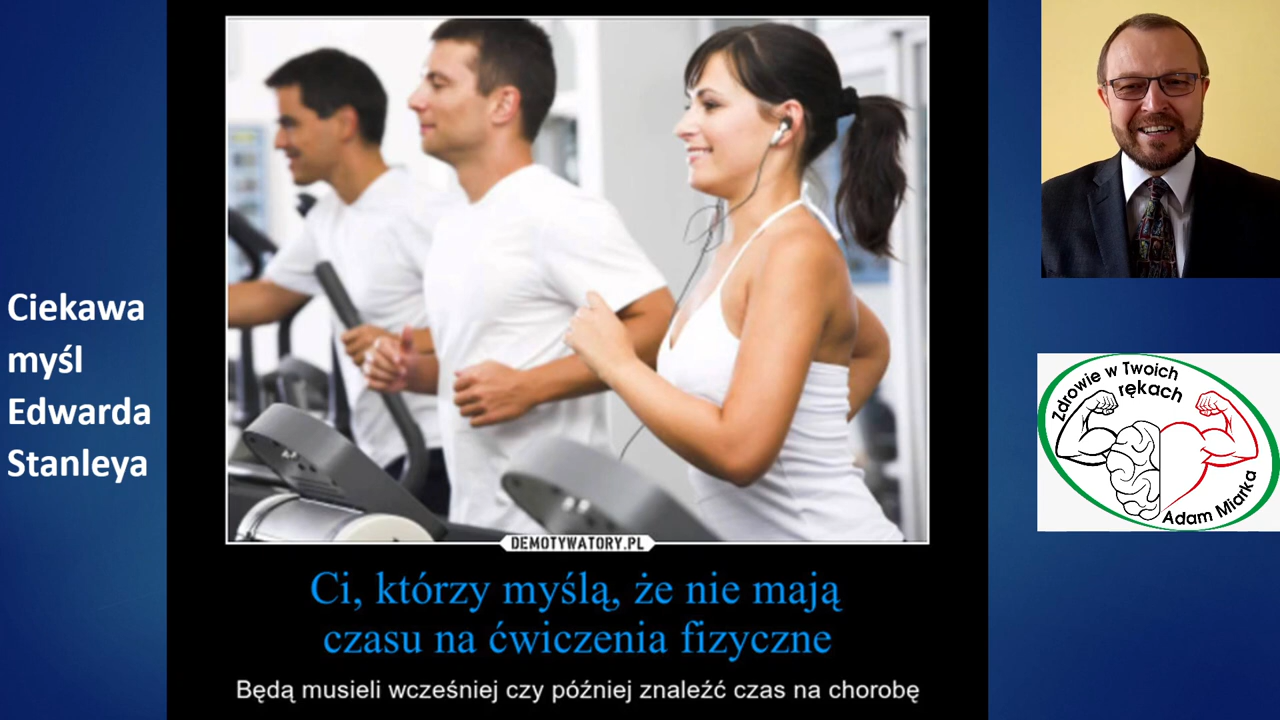 Ciekawa
myśl
Edwarda
Stanleya
DEMOTYWATORY.PL
Ci, którzy myślą, że nie mają
czasu na ćwiczenia fizyczne
Będą musieli wcześniej czy później znaleźć czas na chorobę
Zdrowie w Twoich
rękach
Adam Miarka